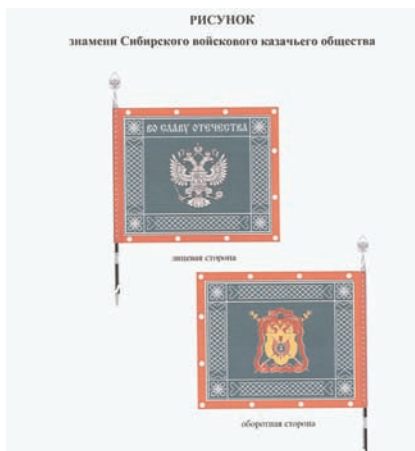 РИСУНОК
знамени Сибирского войскового казачьего общества
ВО СЛАВУ ОТЕЧЕСТВА
лицевая сторона
оборотная сторона